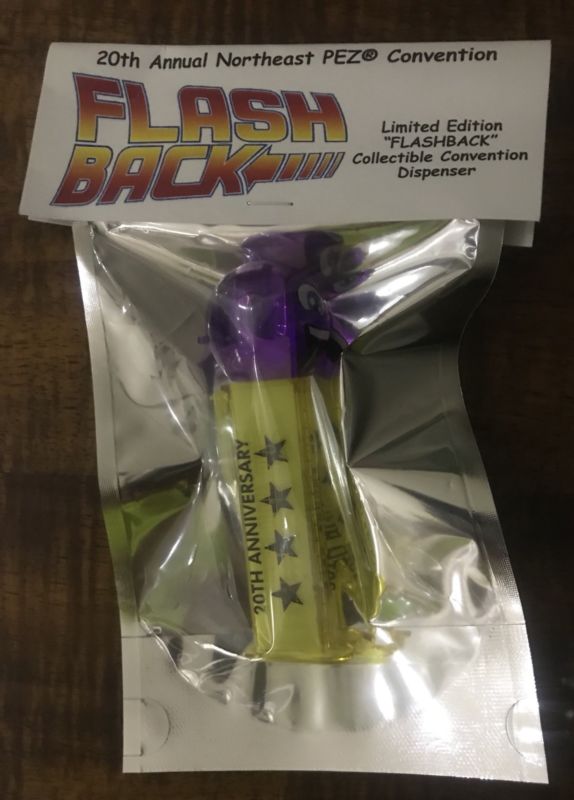 20th Annual Northeast PEZ® Convention
FLASH
BACK
Limited Edition
"FLASHBACK"
Collectible Convention
Dispenser
20TH ANNIVERSARY